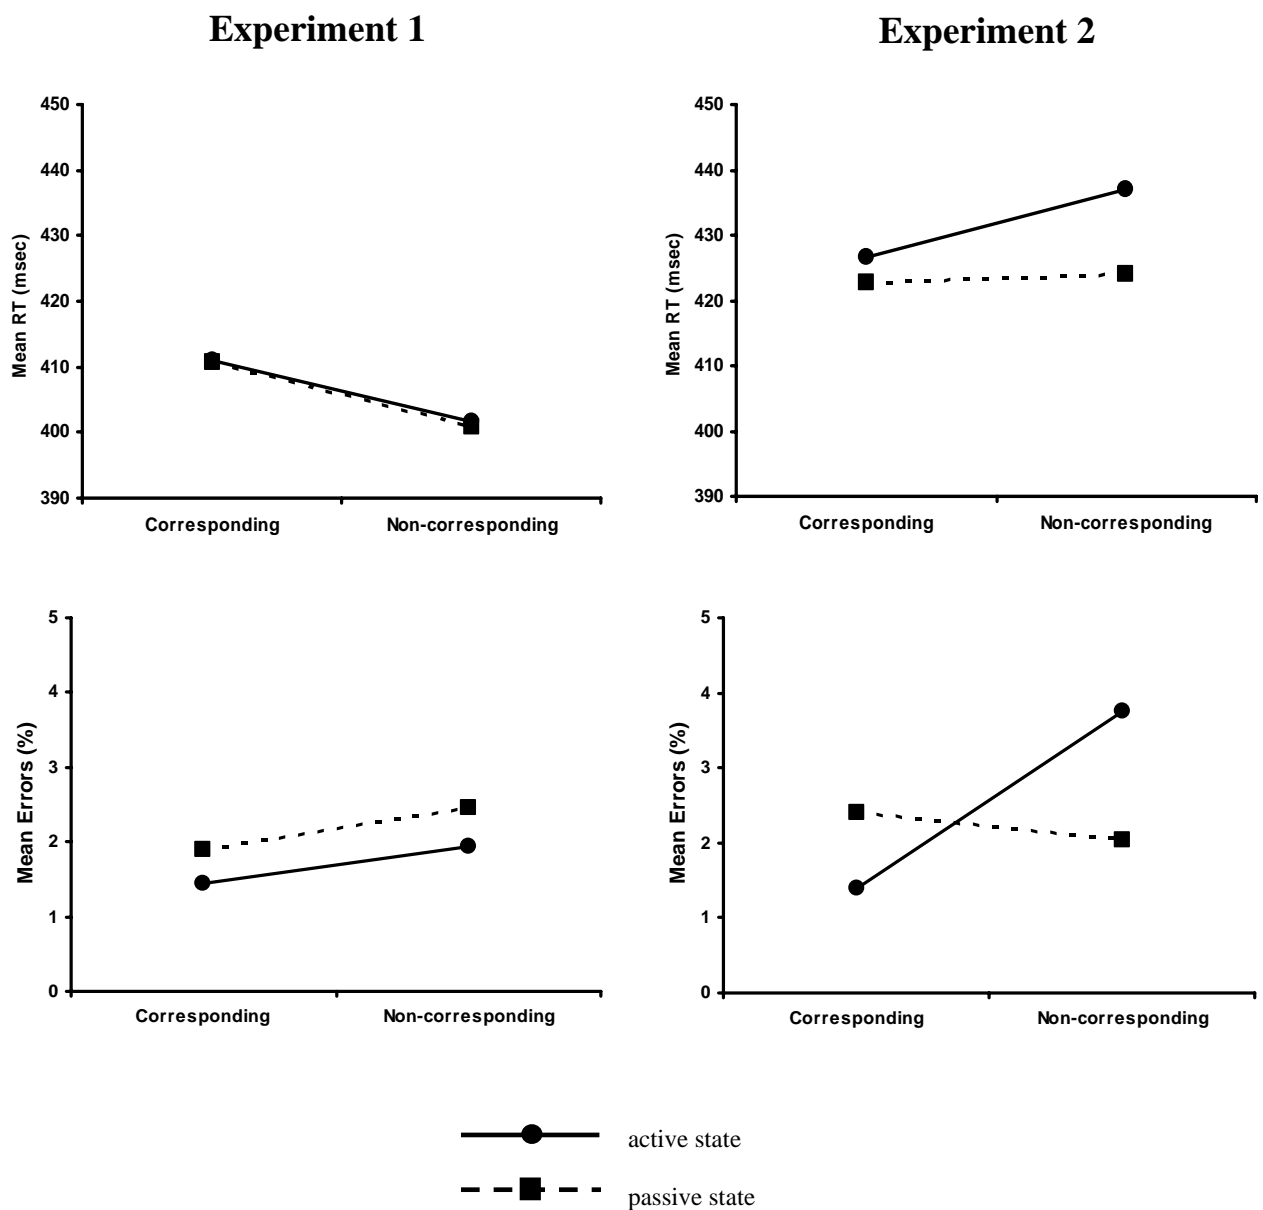 Experiment 1
Experiment 2
450
440
430
420
410
400
390
Mean RT (msec)
Corresponding
Non-corresponding
450
440
430
420
410
400
390
Mean RT (msec)
Corresponding
Non-corresponding
5
4
3
2
1
0
Mean Errors (%)
Corresponding
Non-corresponding
5
4
3
2
1
0
Mean Errors (%)
Corresponding
Non-corresponding
active state
passive state